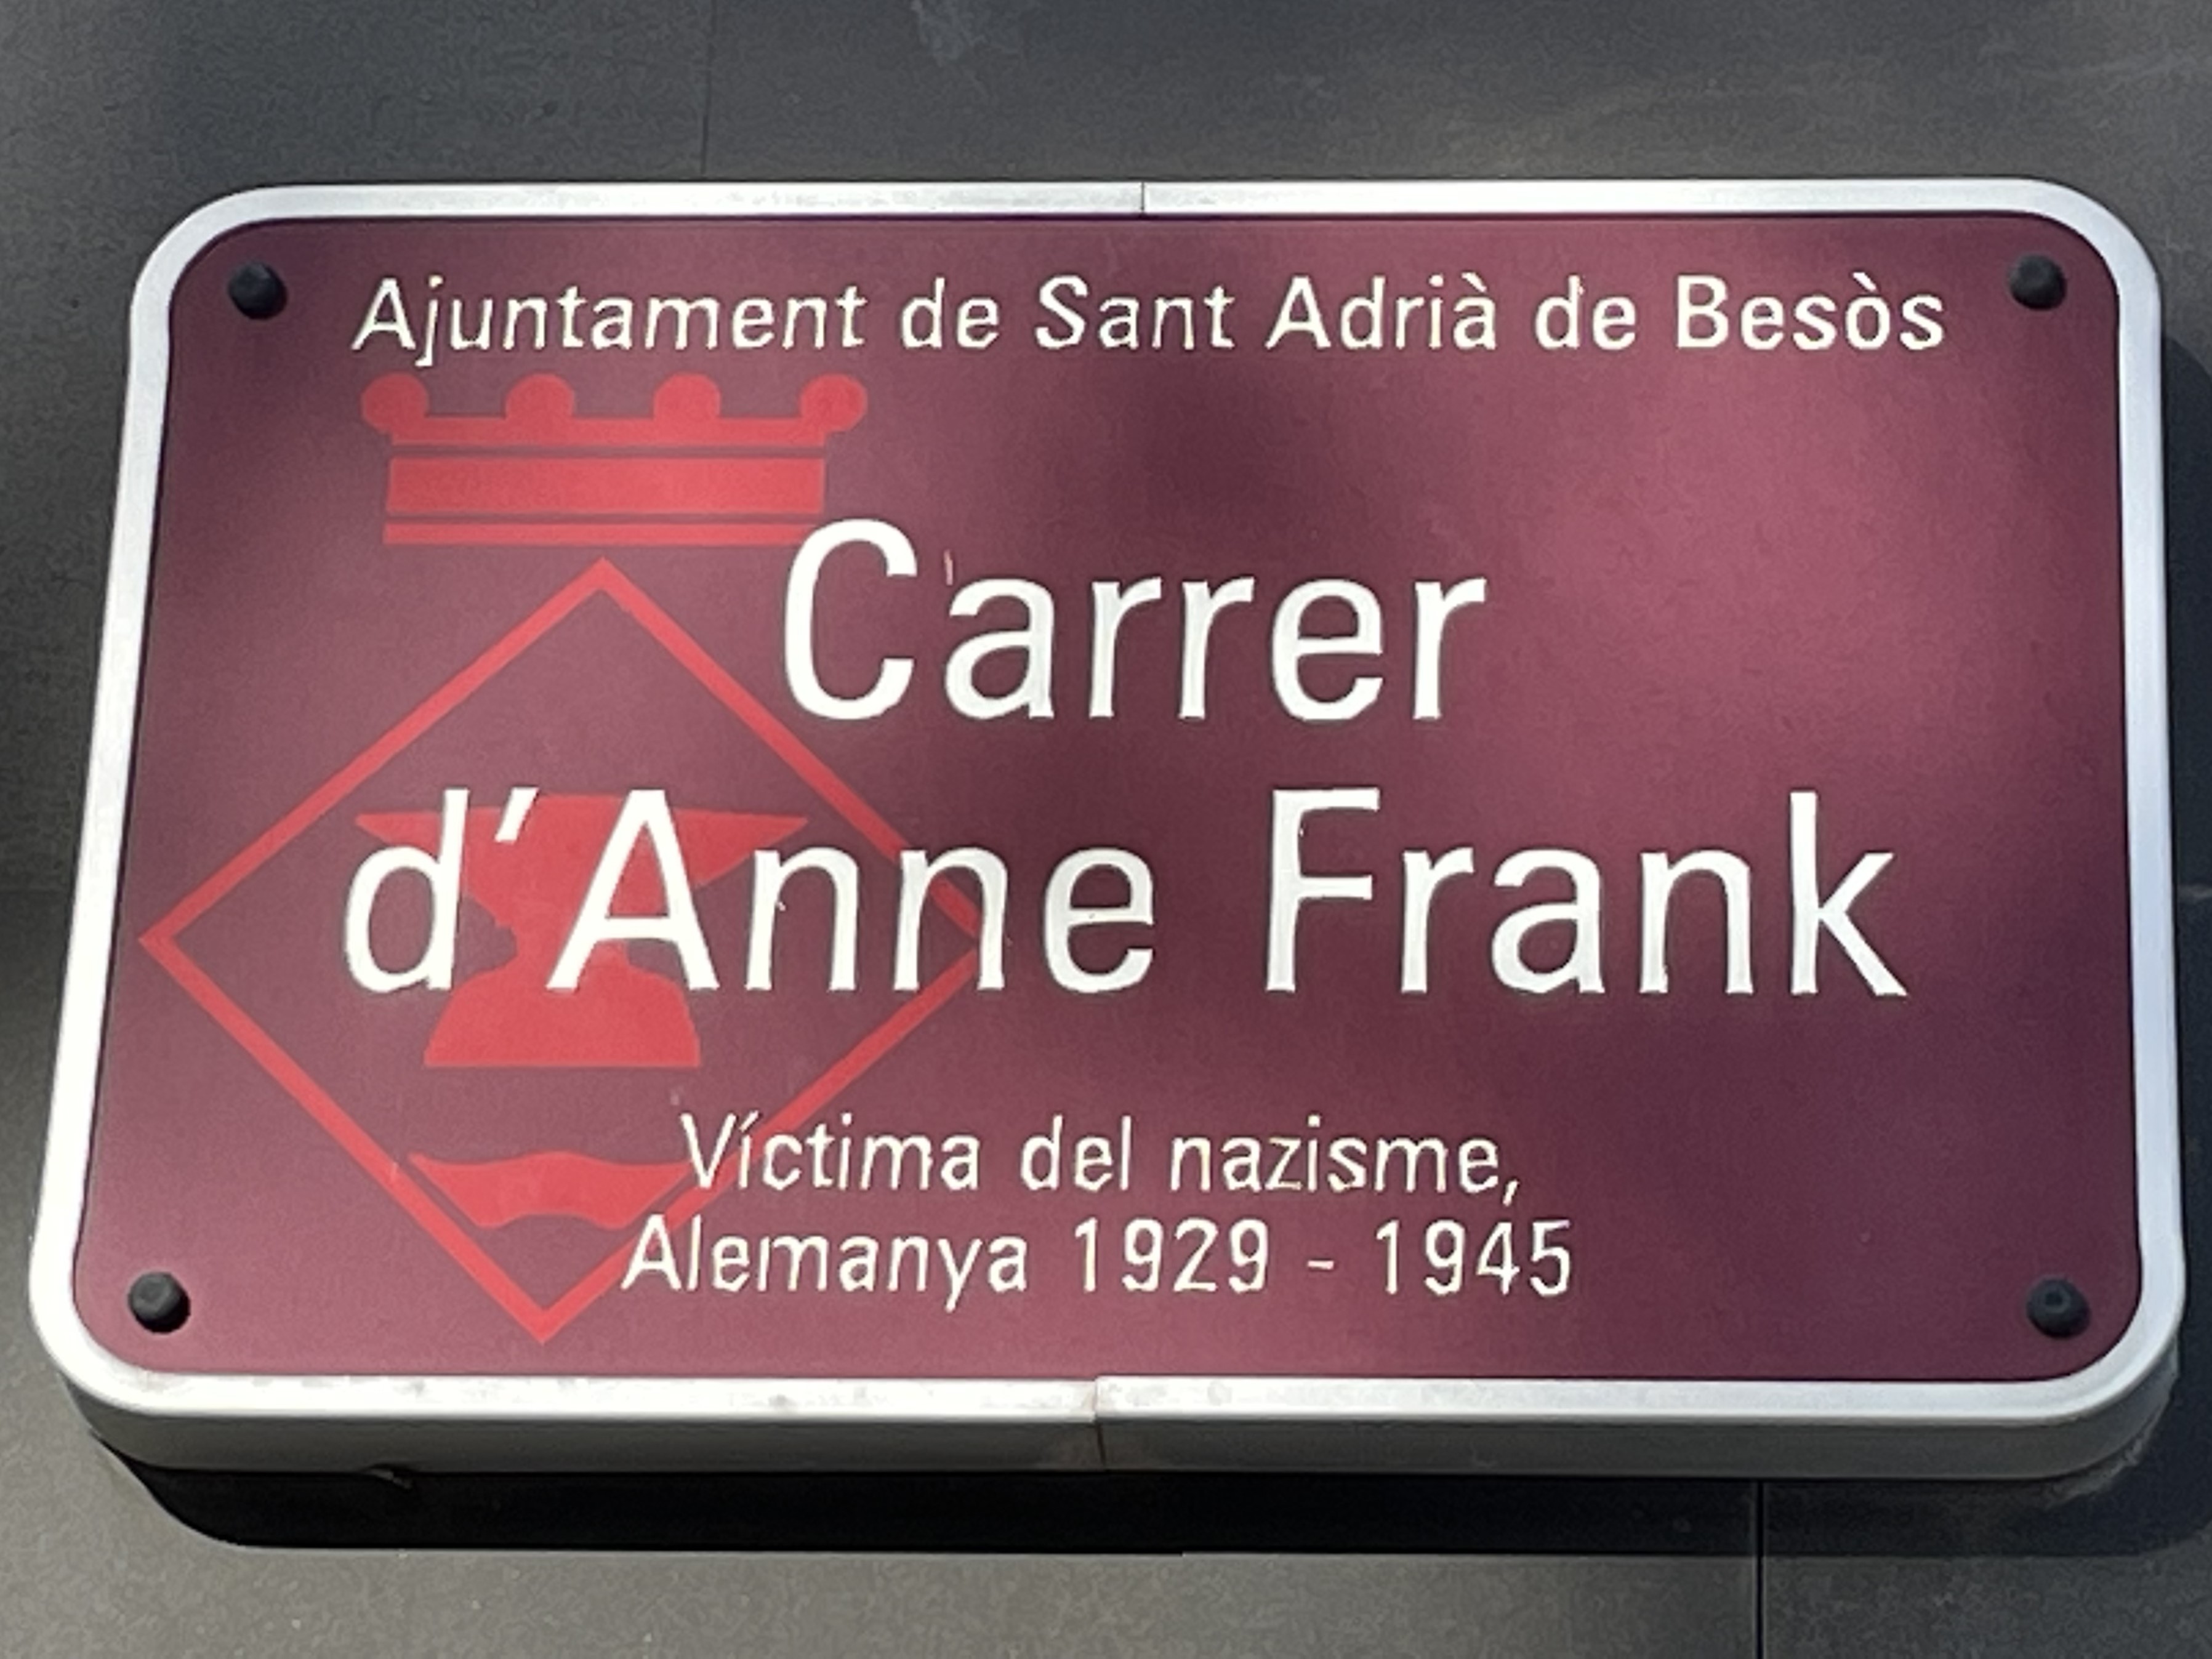 Ajuntament de Sant Adrià de Besòs
Carrer
d'Anne Frank
Víctima del nazisme,
Alemanya 1929 - 1945